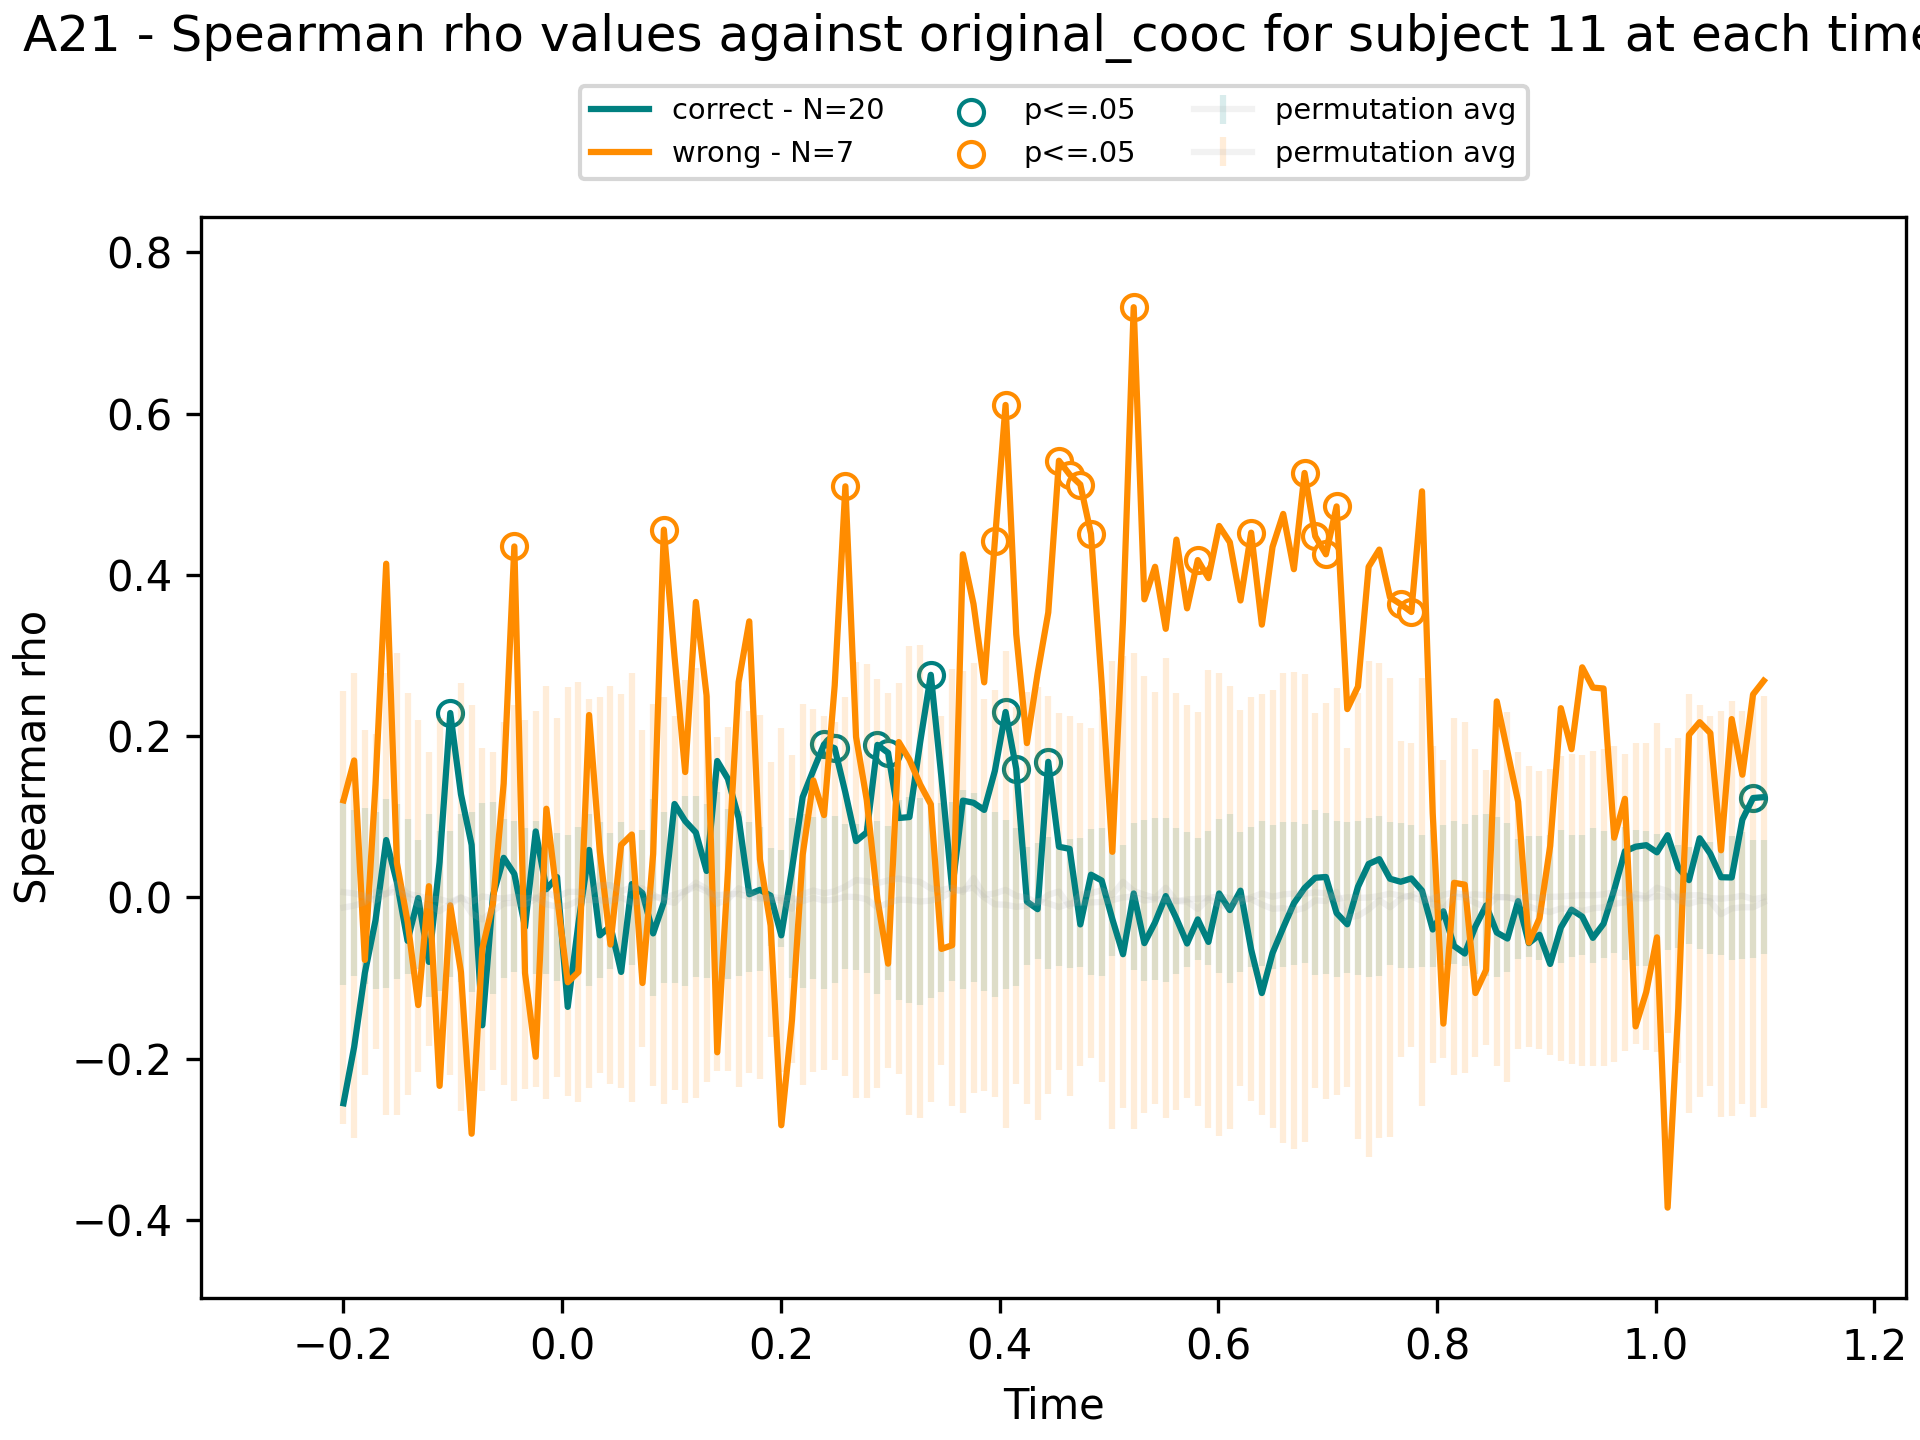 A21 - Spearman rho values against original_cooc for subject 11 at each time
correct - N=20 p<=.05 permutation avg
wrong - N=7 p<=.05 permutation avg
0.8
0.6
0.4
0.2
0.0
−0.2
−0.4
Spearman rho
−0.2 0.0 0.2 0.4 0.6 0.8 1.0 1.2
Time